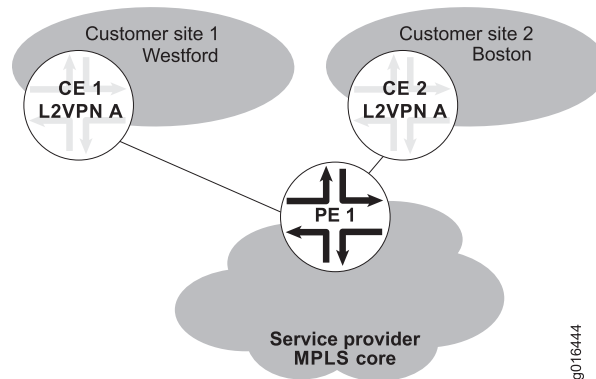 Customer site 1
Westford
CE 1
L2VPN A
Customer site 2
Boston
CE 2
L2VPN A
PE 1
Service provider
MPLS core
g016444